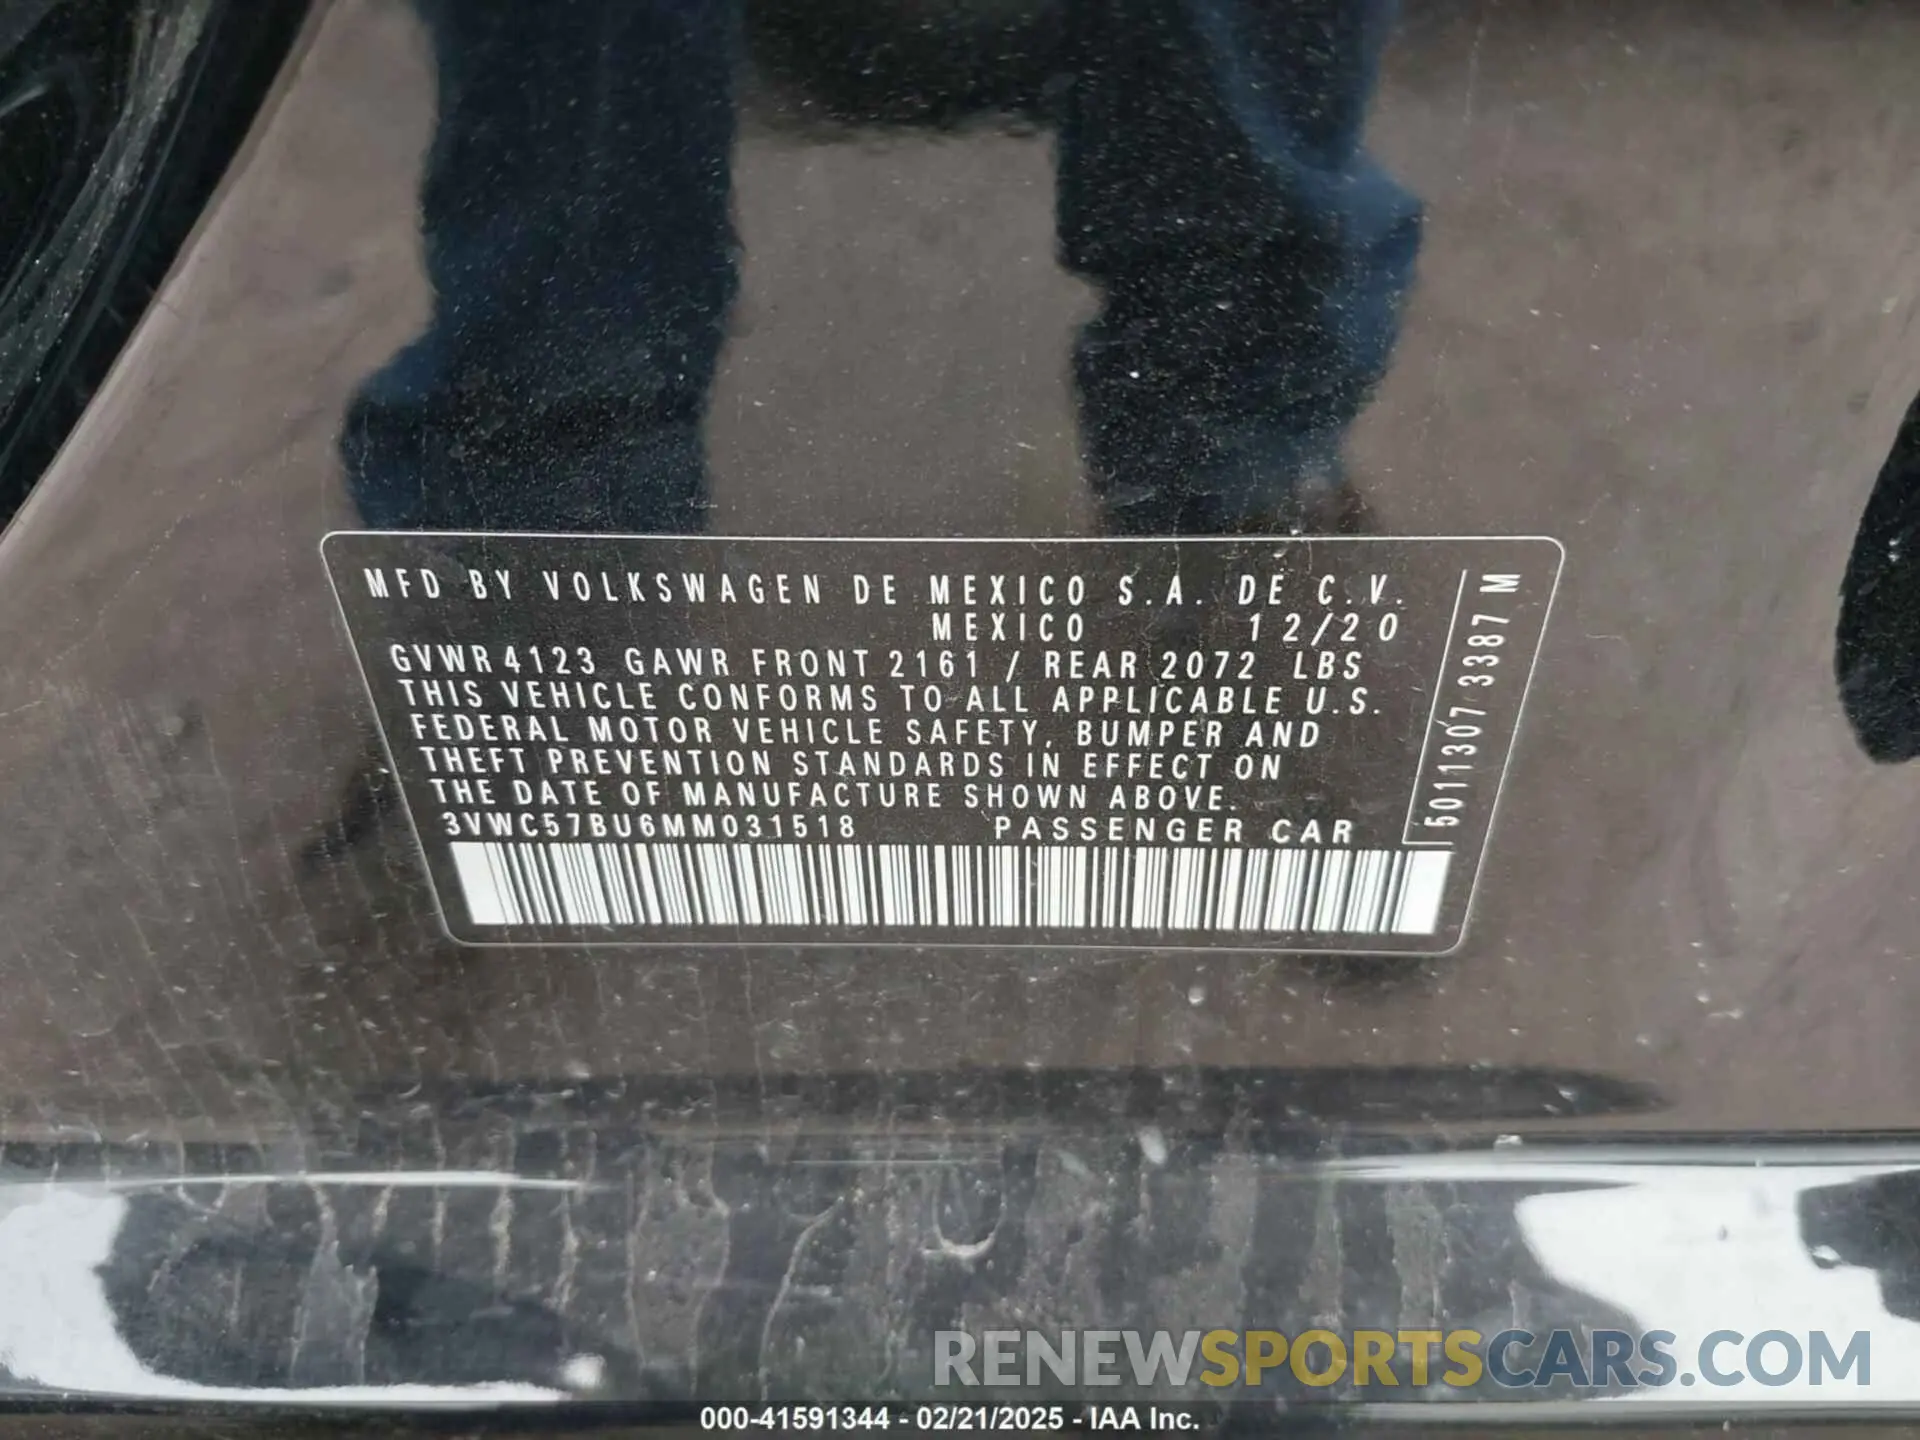 MFD BY VOLKSWAGEN DE MEXICO S.A. DE C.V.
MEXICO 12/20
GVWR 4123 GAWR FRONT 2161 / REAR 2072 LBS
THIS VEHICLE CONFORMS TO ALL APPLICABLE U.S.
FEDERAL MOTOR VEHICLE SAFETY, BUMPER AND
THEFT PREVENTION STANDARDS IN EFFECT ON
THE DATE OF MANUFACTURE SHOWN ABOVE.
3VWC57BU6MM031518 PASSENGER CAR
5011307 3387 M
RENEWSPORTSCARS.COM
000-41591344 - 02/21/2025 - IAA Inc.